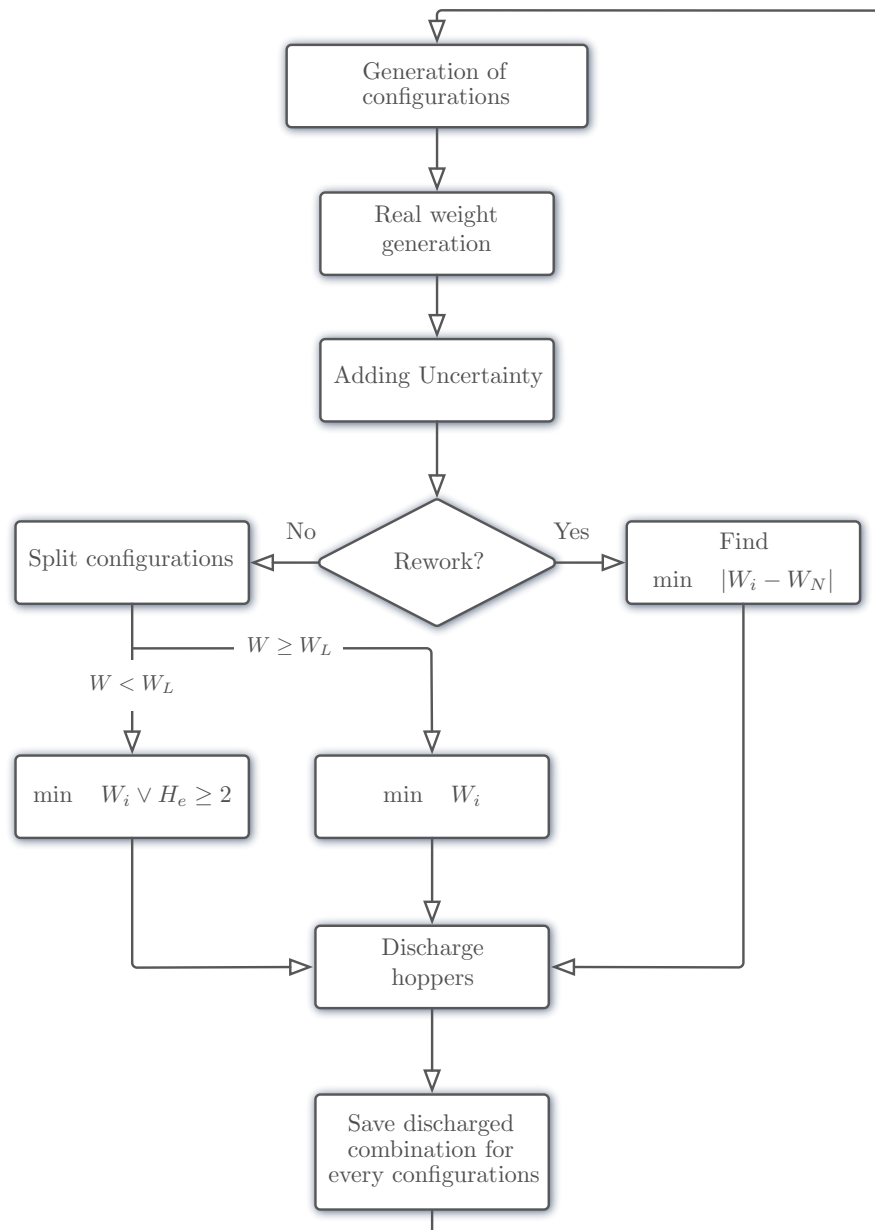 Generation of
configurations
Real weight
generation
Adding Uncertainty
No
Yes
Split configurations
Rework?
Find
min |W_i − W_N|
W ≥ W_L
W < W_L
min W_i ∨ H_e ≥ 2
min W_i
Discharge
hoppers
Save discharged
combination for
every configurations